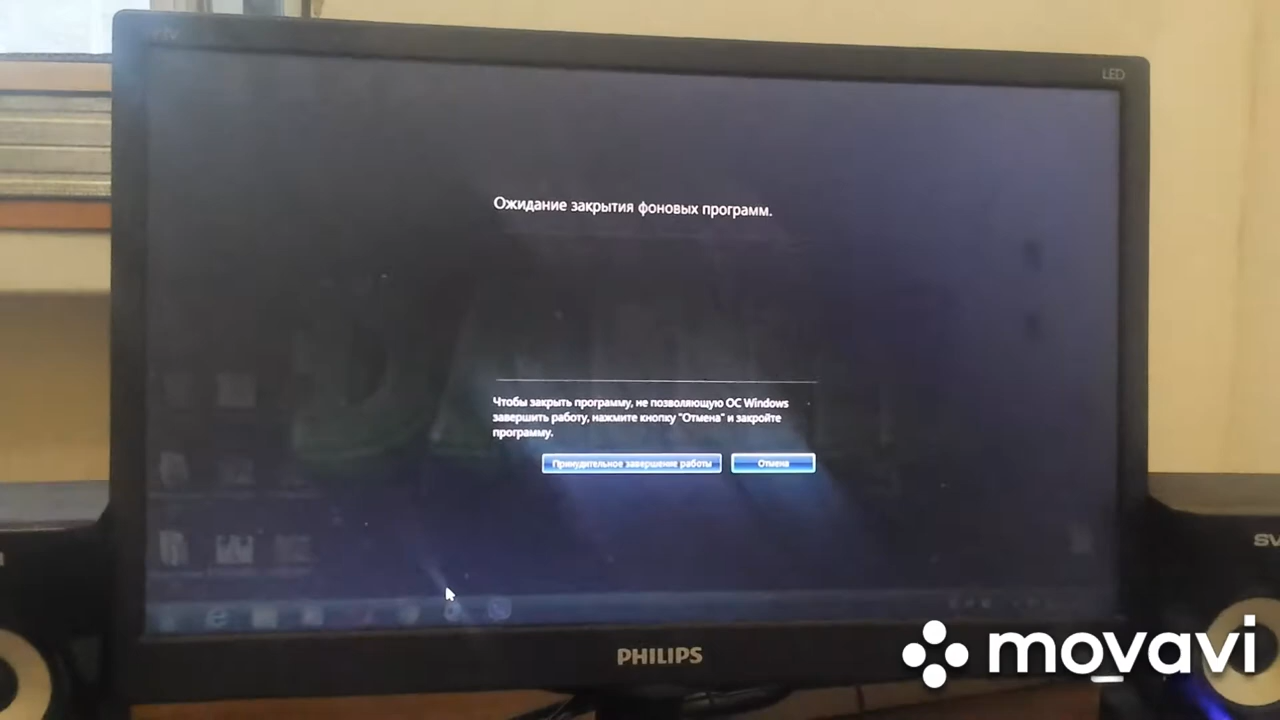 LED
Ожидание закрытия фоновых программ.
Чтобы закрыть программу, не позволяющую ОС Windows
завершить работу, нажмите кнопку "Отмена" и закройте
программу.
Принудительное завершение работы
Отмена
PHILIPS
SV
movavi